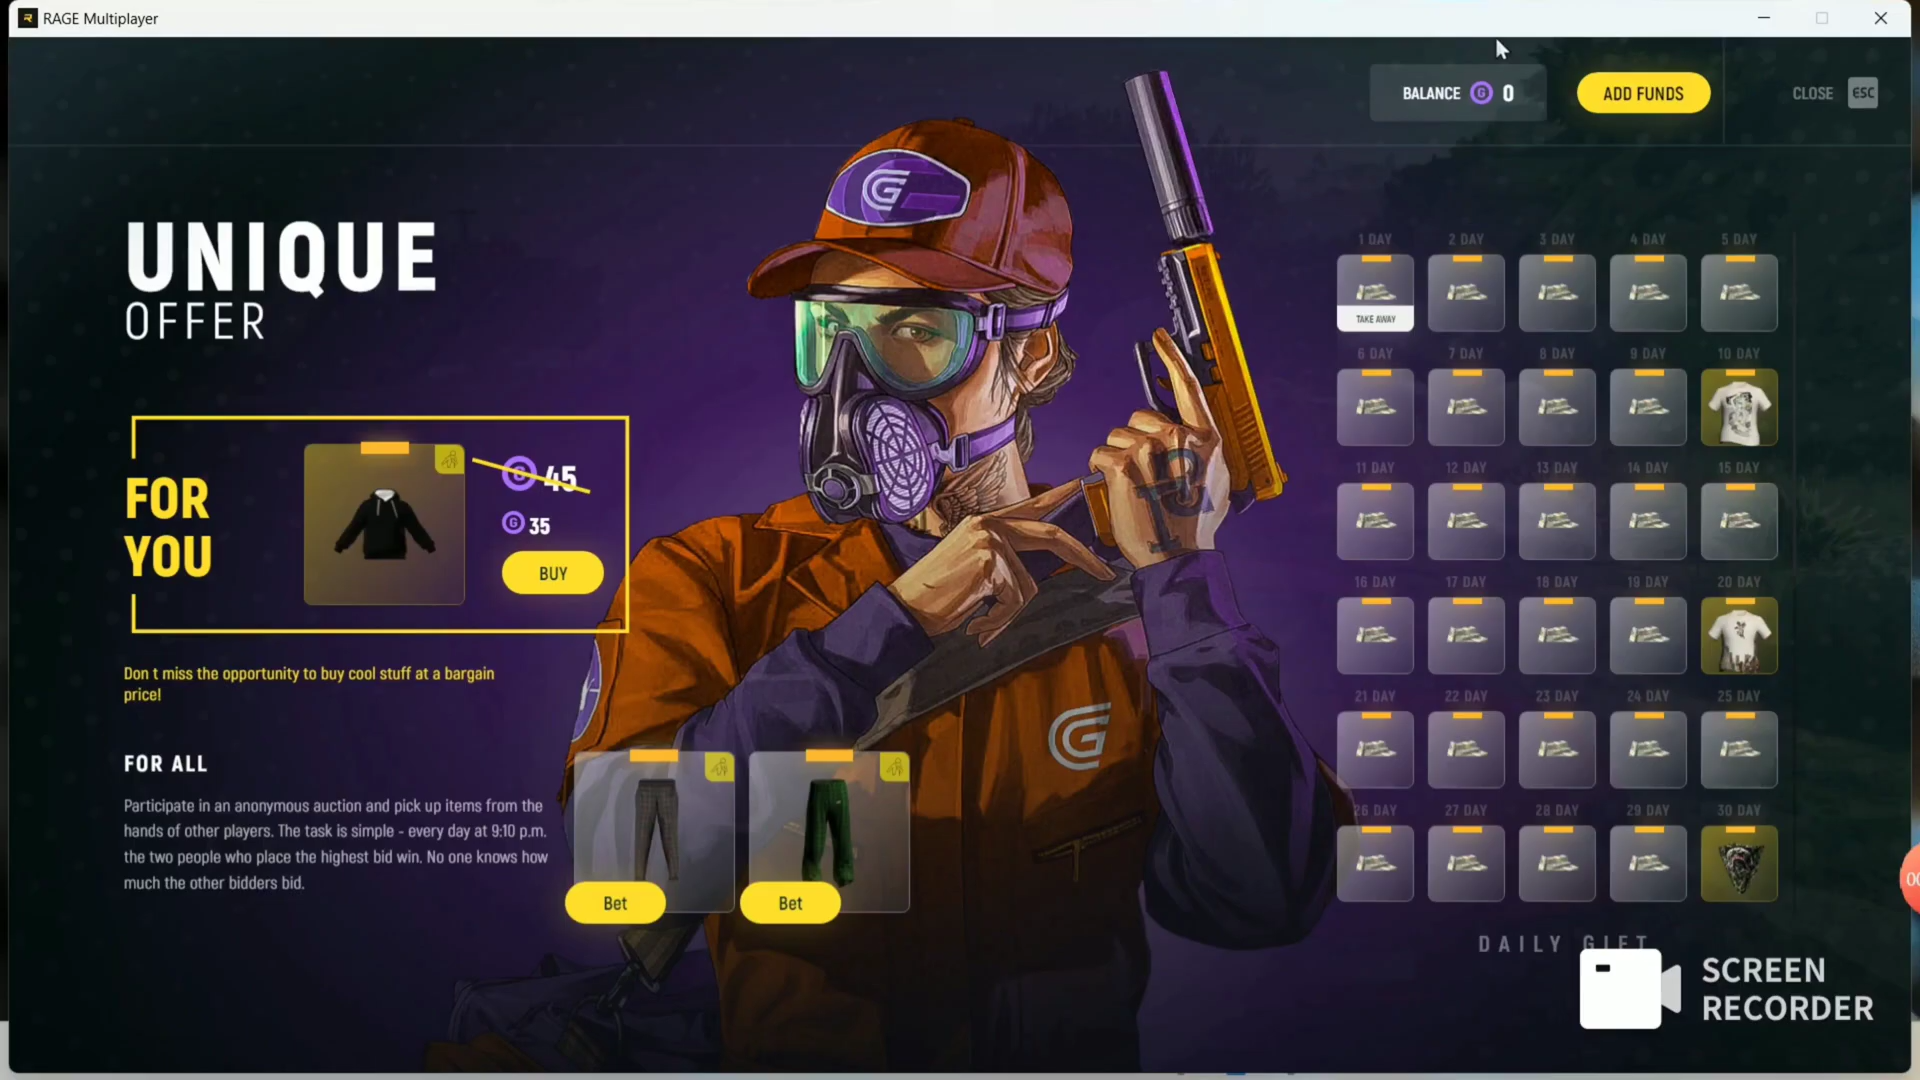 RAGE Multiplayer
BALANCE G 0
ADD FUNDS
CLOSE ESC
UNIQUE
OFFER
FOR
YOU
G 45
G 35
BUY
Don t miss the opportunity to buy cool stuff at a bargain
price!
FOR ALL
Participate in an anonymous auction and pick up items from the
hands of other players. The task is simple - every day at 9:10 p.m.
the two people who place the highest bid win. No one knows how
much the other bidders bid.
Bet Bet
G
G
1 DAY 2 DAY 3 DAY 4 DAY 5 DAY
TAKE AWAY
6 DAY 7 DAY 8 DAY 9 DAY 10 DAY
11 DAY 12 DAY 13 DAY 14 DAY 15 DAY
16 DAY 17 DAY 18 DAY 19 DAY 20 DAY
21 DAY 22 DAY 23 DAY 24 DAY 25 DAY
26 DAY 27 DAY 28 DAY 29 DAY 30 DAY
DAILY GIFT
SCREEN
RECORDER
00